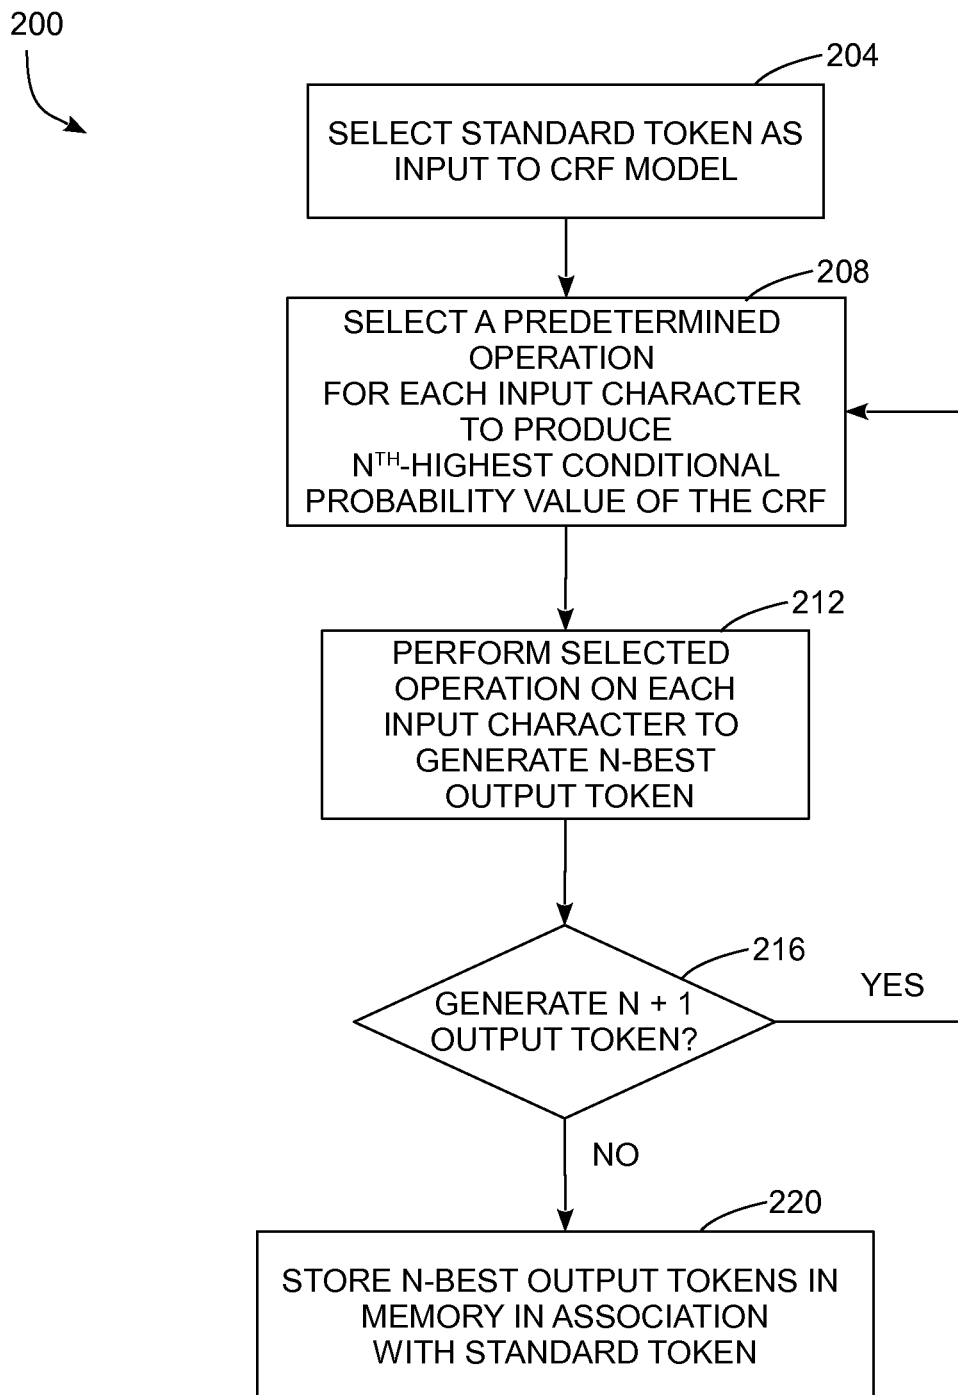 200
204
SELECT STANDARD TOKEN AS
INPUT TO CRF MODEL
208
SELECT A PREDETERMINED
OPERATION
FOR EACH INPUT CHARACTER
TO PRODUCE
NTH-HIGHEST CONDITIONAL
PROBABILITY VALUE OF THE CRF
212
PERFORM SELECTED
OPERATION ON EACH
INPUT CHARACTER TO
GENERATE N-BEST
OUTPUT TOKEN
216
GENERATE N + 1
OUTPUT TOKEN?
YES
NO
220
STORE N-BEST OUTPUT TOKENS IN
MEMORY IN ASSOCIATION
WITH STANDARD TOKEN